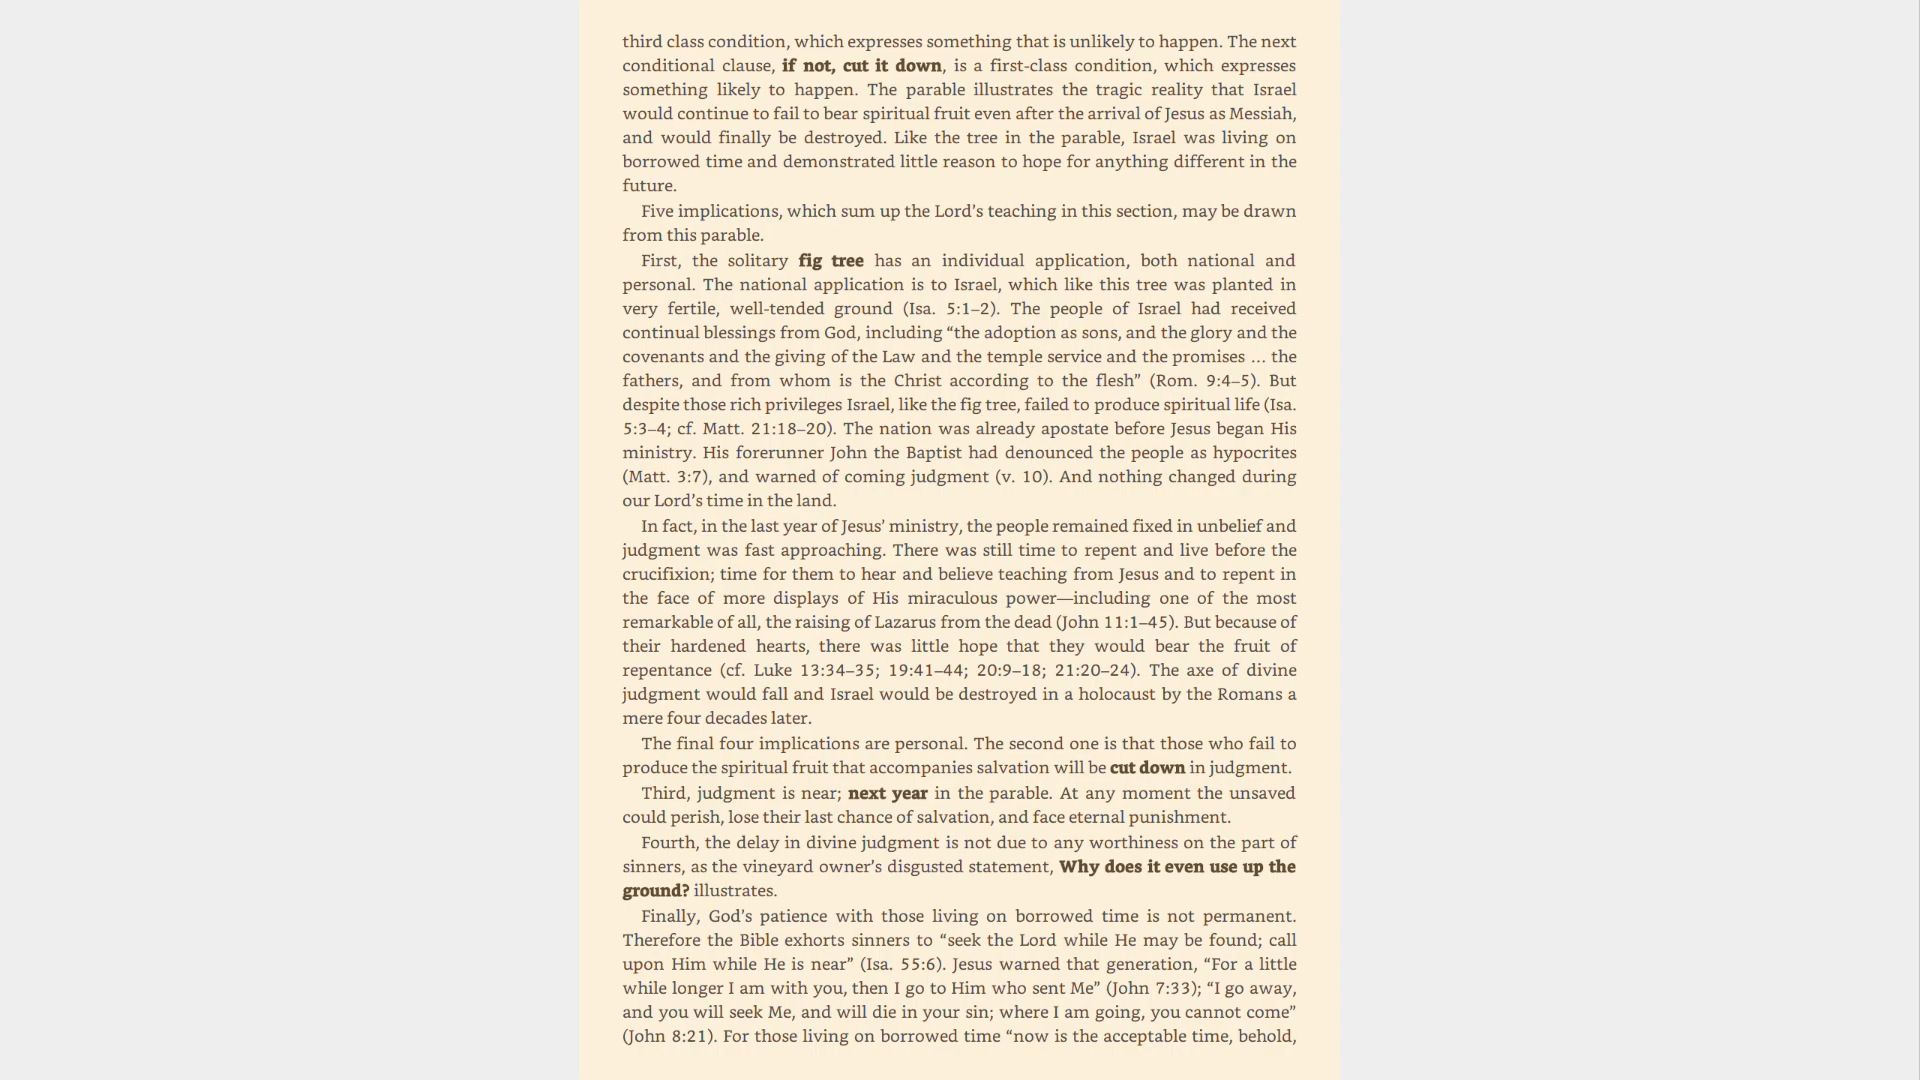 third class condition, which expresses something that is unlikely to happen. The next
conditional clause, if not, cut it down, is a first-class condition, which expresses
something likely to happen. The parable illustrates the tragic reality that Israel
would continue to fail to bear spiritual fruit even after the arrival of Jesus as Messiah,
and would finally be destroyed. Like the tree in the parable, Israel was living on
borrowed time and demonstrated little reason to hope for anything different in the
future.
Five implications, which sum up the Lord’s teaching in this section, may be drawn
from this parable.
First, the solitary fig tree has an individual application, both national and
personal. The national application is to Israel, which like this tree was planted in
very fertile, well-tended ground (Isa. 5:1–2). The people of Israel had received
continual blessings from God, including “the adoption as sons, and the glory and the
covenants and the giving of the Law and the temple service and the promises … the
fathers, and from whom is the Christ according to the flesh” (Rom. 9:4–5). But
despite those rich privileges Israel, like the fig tree, failed to produce spiritual life (Isa.
5:3–4; cf. Matt. 21:18–20). The nation was already apostate before Jesus began His
ministry. His forerunner John the Baptist had denounced the people as hypocrites
(Matt. 3:7), and warned of coming judgment (v. 10). And nothing changed during
our Lord’s time in the land.
In fact, in the last year of Jesus’ ministry, the people remained fixed in unbelief and
judgment was fast approaching. There was still time to repent and live before the
crucifixion; time for them to hear and believe teaching from Jesus and to repent in
the face of more displays of His miraculous power—including one of the most
remarkable of all, the raising of Lazarus from the dead (John 11:1–45). But because of
their hardened hearts, there was little hope that they would bear the fruit of
repentance (cf. Luke 13:34–35; 19:41–44; 20:9–18; 21:20–24). The axe of divine
judgment would fall and Israel would be destroyed in a holocaust by the Romans a
mere four decades later.
The final four implications are personal. The second one is that those who fail to
produce the spiritual fruit that accompanies salvation will be cut down in judgment.
Third, judgment is near; next year in the parable. At any moment the unsaved
could perish, lose their last chance of salvation, and face eternal punishment.
Fourth, the delay in divine judgment is not due to any worthiness on the part of
sinners, as the vineyard owner’s disgusted statement, Why does it even use up the
ground? illustrates.
Finally, God’s patience with those living on borrowed time is not permanent.
Therefore the Bible exhorts sinners to “seek the Lord while He may be found; call
upon Him while He is near” (Isa. 55:6). Jesus warned that generation, “For a little
while longer I am with you, then I go to Him who sent Me” (John 7:33); “I go away,
and you will seek Me, and will die in your sin; where I am going, you cannot come”
(John 8:21). For those living on borrowed time “now is the acceptable time, behold,